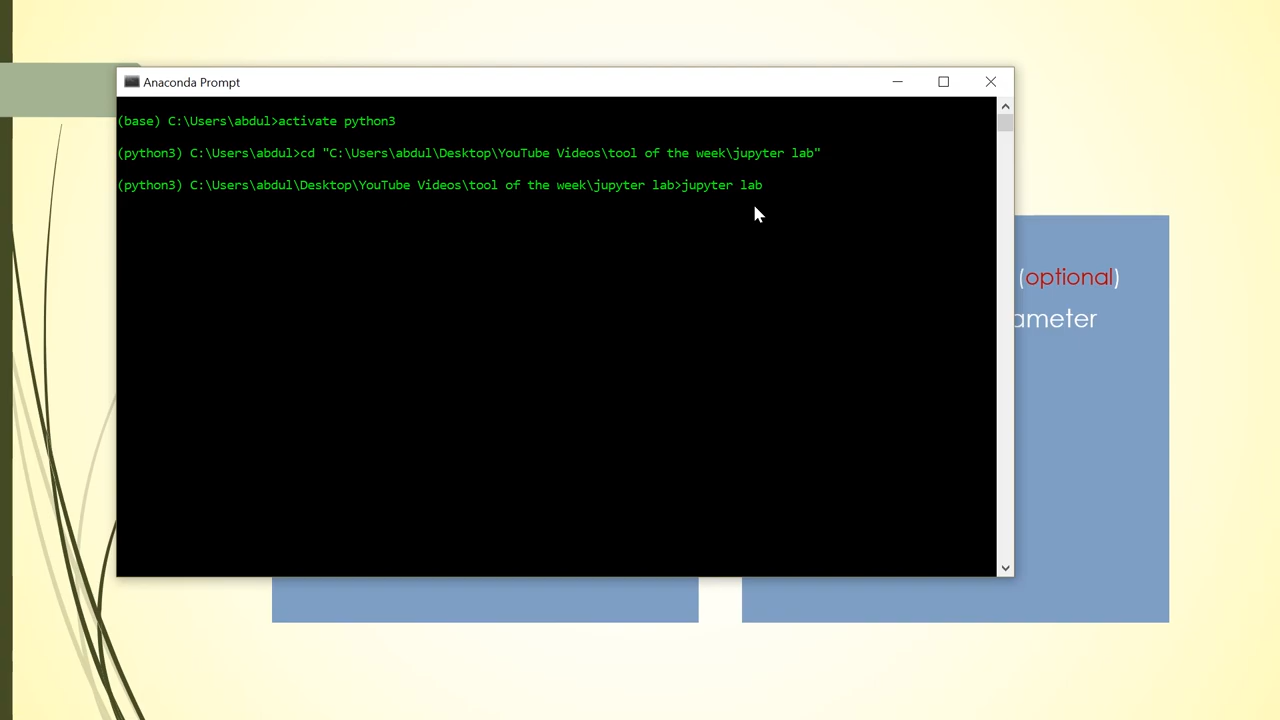 Anaconda Prompt
(base) C:\Users\abdul>activate python3
(python3) C:\Users\abdul>cd "C:\Users\abdul\Desktop\YouTube Videos\tool of the week\jupyter lab"
(python3) C:\Users\abdul\Desktop\YouTube Videos\tool of the week\jupyter lab>jupyter lab
(optional)
ameter